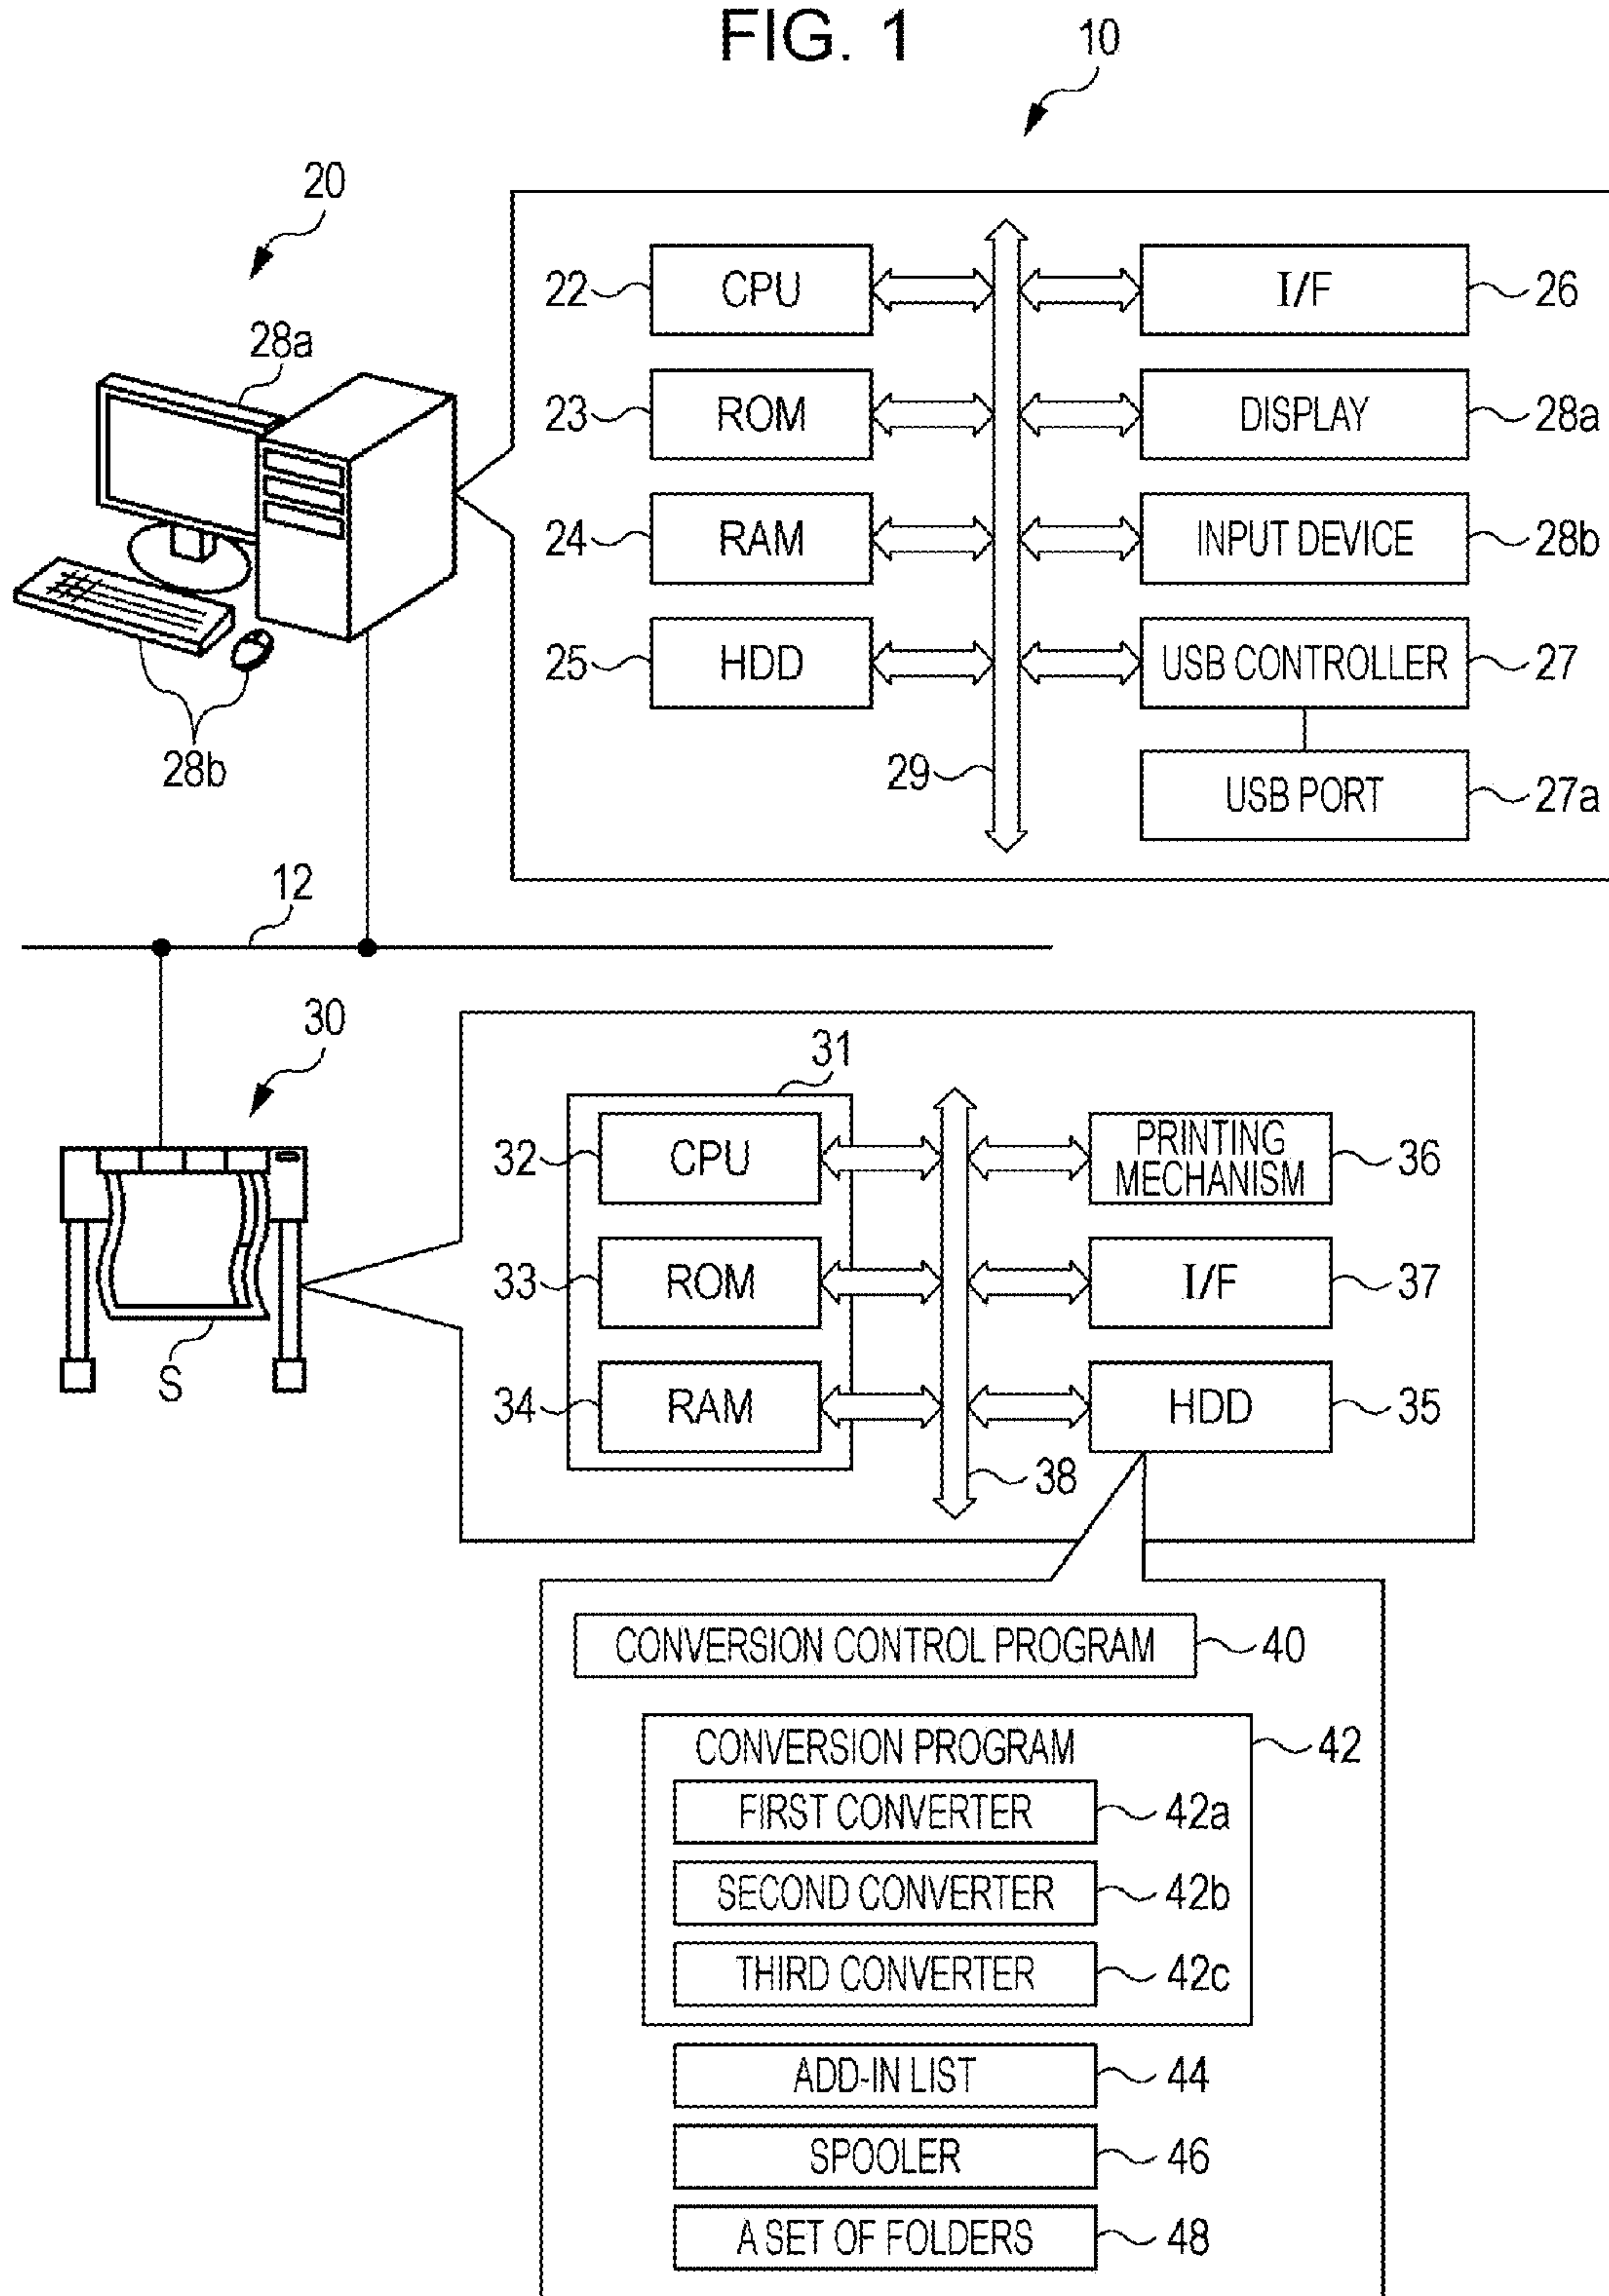 FIG. 1
10
20
28a
28b
22
CPU
I/F
26
23
ROM
DISPLAY
28a
24
RAM
INPUT DEVICE
28b
25
HDD
USB CONTROLLER
27
29
USB PORT
27a
12
30
S
31
32
CPU
PRINTING
MECHANISM
36
33
ROM
I/F
37
34
RAM
HDD
35
38
CONVERSION CONTROL PROGRAM
40
CONVERSION PROGRAM
42
FIRST CONVERTER
42a
SECOND CONVERTER
42b
THIRD CONVERTER
42c
ADD-IN LIST
44
SPOOLER
46
A SET OF FOLDERS
48